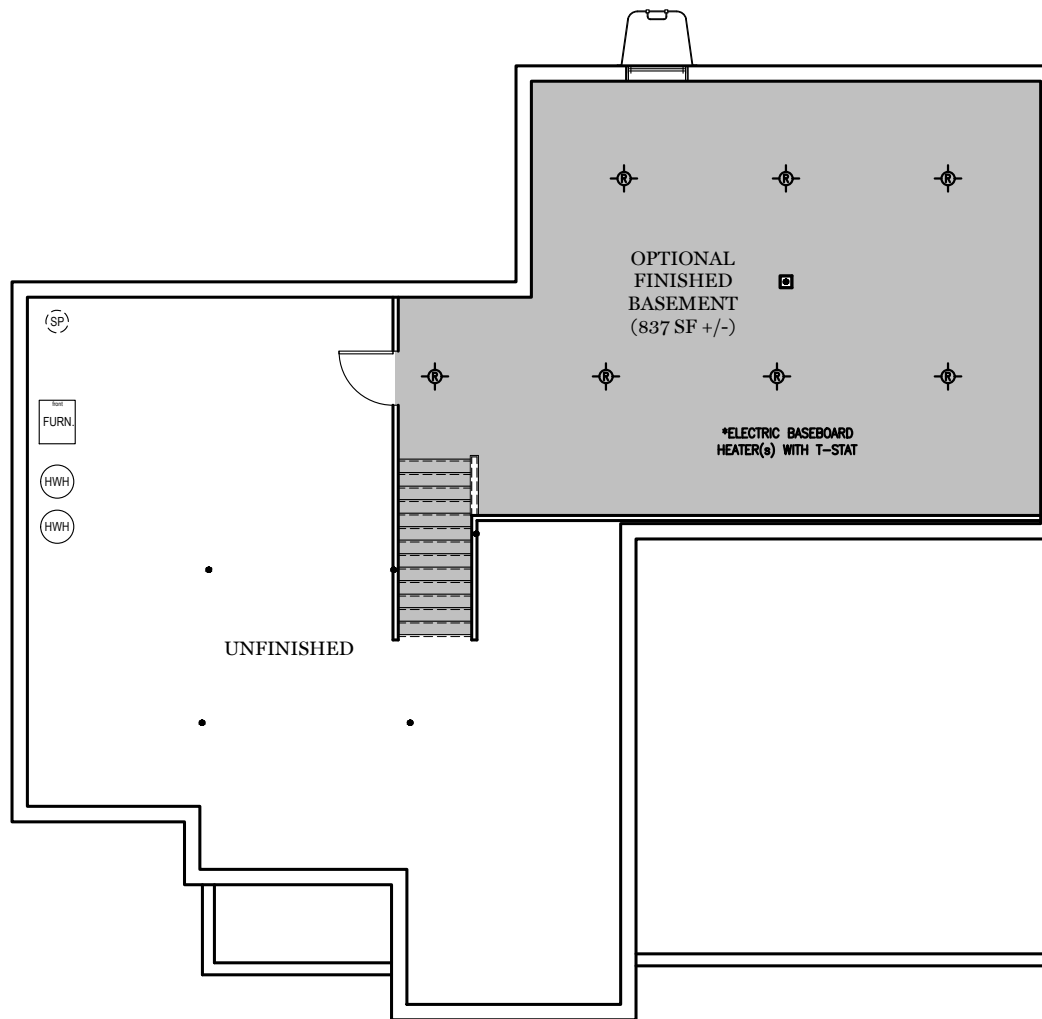 R
R
R
OPTIONAL
FINISHED
BASEMENT
(837 SF +/-)
SP
R
R
R
R
front
FURN.
*ELECTRIC BASEBOARD
HEATER(s) WITH T-STAT
HWH
HWH
UNFINISHED